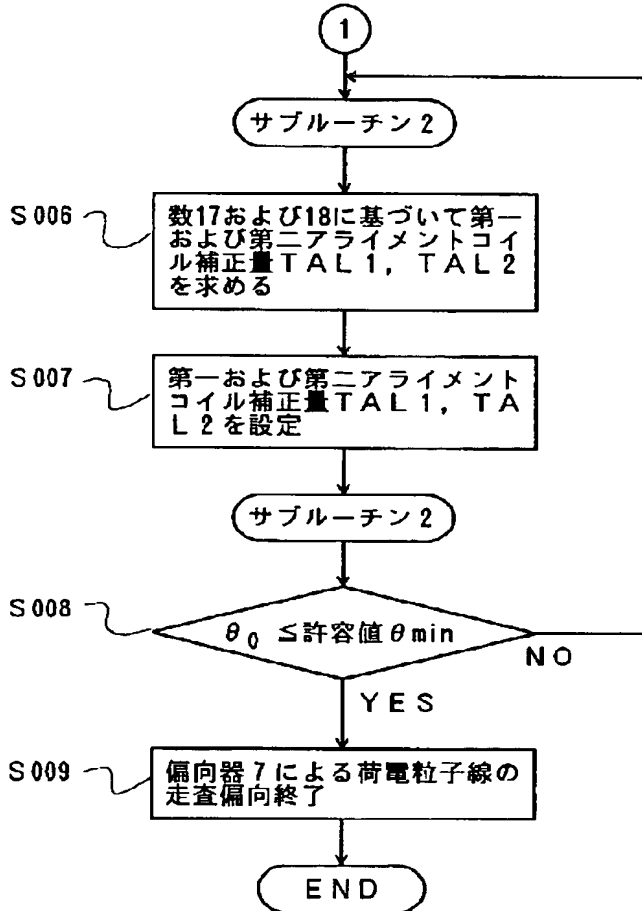 1
サブルーチン2
S006
数17および18に基づいて第一
および第二アライメントコイ
ル補正量TAL1，TAL2
を求める
S007
第一および第二アライメント
コイル補正量TAL1，TA
L2を設定
サブルーチン2
S008
θ0 ≦許容値θmin
NO
YES
S009
偏向器7による荷電粒子線の
走査偏向終了
END